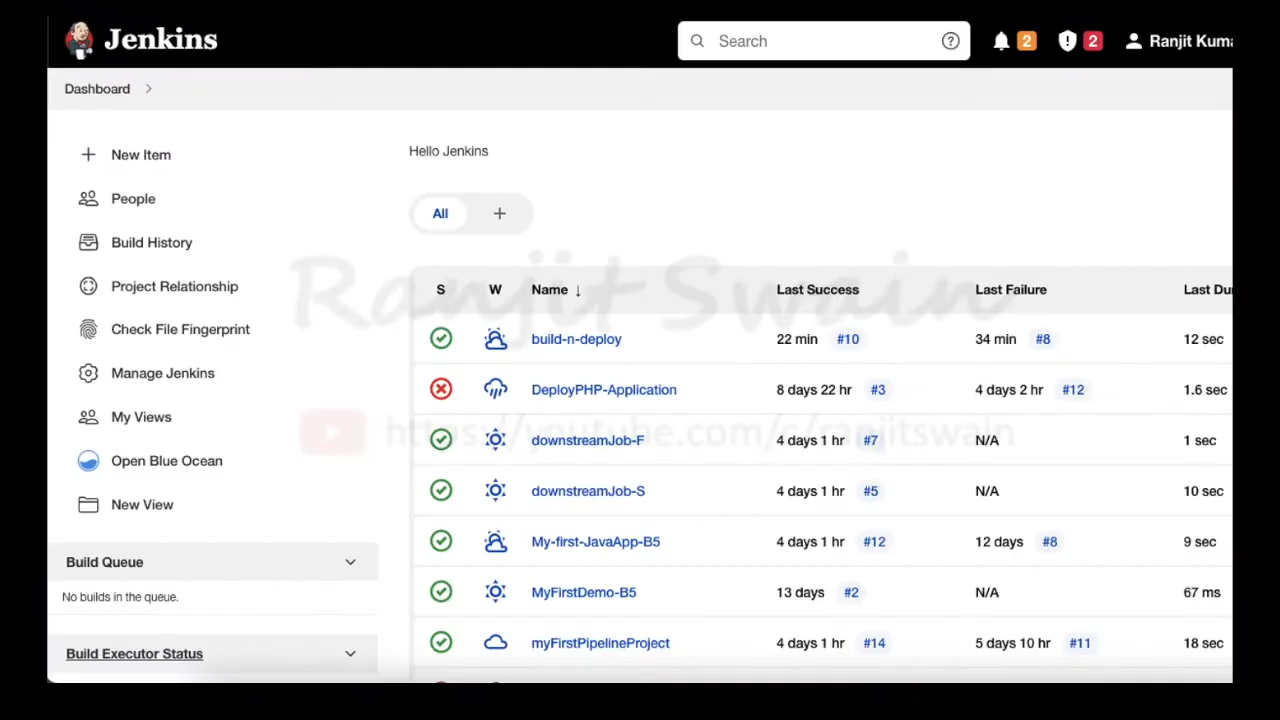 Jenkins
Search
2
2
Ranjit Kuma
Dashboard
New Item
People
Build History
Project Relationship
Check File Fingerprint
Manage Jenkins
My Views
Open Blue Ocean
New View
Build Queue
No builds in the queue.
Build Executor Status
Hello Jenkins
All +
Ranjit Swain
https://youtube.com/c/ranjitswain
S W Name ↓ Last Success Last Failure Last Du
build-n-deploy 22 min #10 34 min #8 12 sec
DeployPHP-Application 8 days 22 hr #3 4 days 2 hr #12 1.6 sec
downstreamJob-F 4 days 1 hr #7 N/A 1 sec
downstreamJob-S 4 days 1 hr #5 N/A 10 sec
My-first-JavaApp-B5 4 days 1 hr #12 12 days #8 9 sec
MyFirstDemo-B5 13 days #2 N/A 67 ms
myFirstPipelineProject 4 days 1 hr #14 5 days 10 hr #11 18 sec